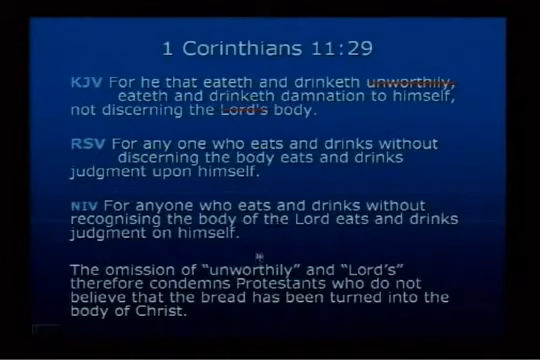 1 Corinthians 11:29
KJV For he that eateth and drinketh unworthily,
eateth and drinketh damnation to himself,
not discerning the Lord's body.
RSV For any one who eats and drinks without
discerning the body eats and drinks
judgment upon himself.
NIV For anyone who eats and drinks without
recognising the body of the Lord eats and drinks
judgment on himself.
The omission of "unworthily" and "Lord's"
therefore condemns Protestants who do not
believe that the bread has been turned into the
body of Christ.